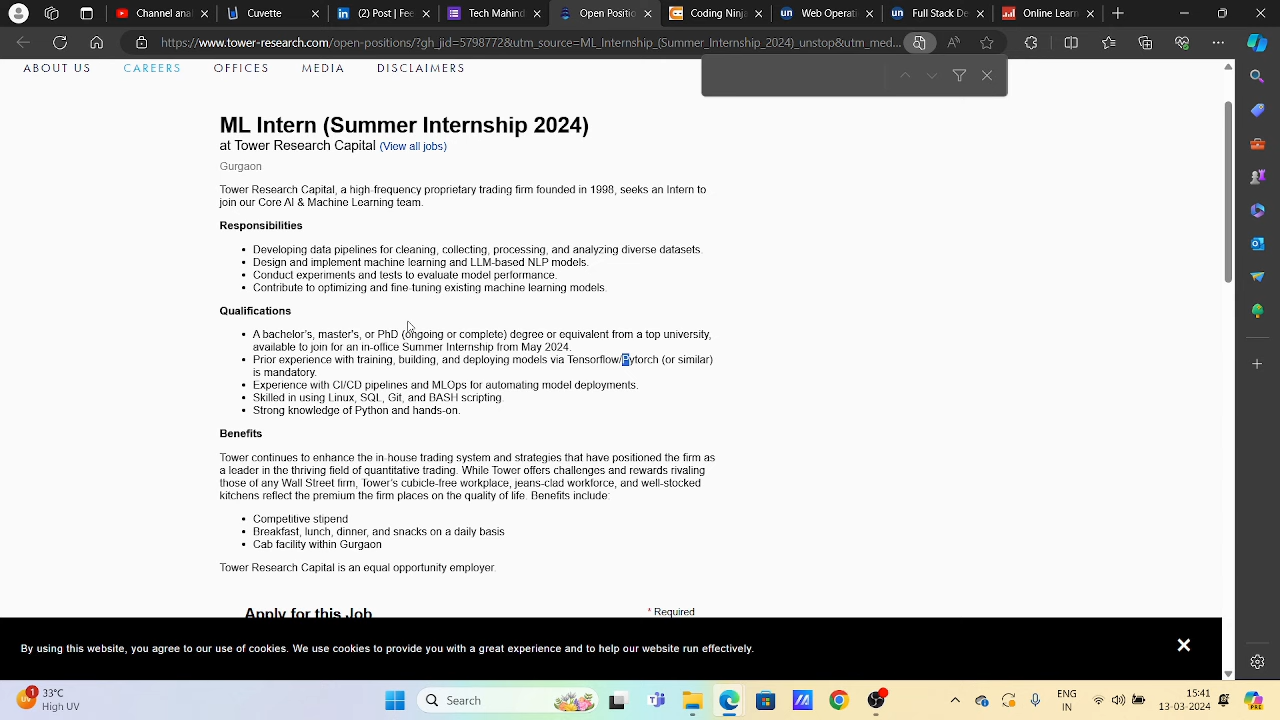 Channel anal
Cuvette
(2) Post | Fee
Tech Mahind
Open Positio
Coding Ninja
Web Operati
Full Stack De
Online Learn
https://www.tower-research.com/open-positions/?gh_jid=5798772&utm_source=ML_Internship_(Summer_Internship_2024)_unstop&utm_med...
ABOUT US CAREERS OFFICES MEDIA DISCLAIMERS
ML Intern (Summer Internship 2024)
at Tower Research Capital (View all jobs)
Gurgaon
Tower Research Capital, a high-frequency proprietary trading firm founded in 1998, seeks an Intern to
join our Core AI & Machine Learning team.
Responsibilities
• Developing data pipelines for cleaning, collecting, processing, and analyzing diverse datasets.
• Design and implement machine learning and LLM-based NLP models.
• Conduct experiments and tests to evaluate model performance.
• Contribute to optimizing and fine-tuning existing machine learning models.
Qualifications
• A bachelor's, master's, or PhD (ongoing or complete) degree or equivalent from a top university,
available to join for an in-office Summer Internship from May 2024.
• Prior experience with training, building, and deploying models via Tensorflow/Pytorch (or similar)
is mandatory.
• Experience with CI/CD pipelines and MLOps for automating model deployments.
• Skilled in using Linux, SQL, Git, and BASH scripting.
• Strong knowledge of Python and hands-on.
Benefits
Tower continues to enhance the in-house trading system and strategies that have positioned the firm as
a leader in the thriving field of quantitative trading. While Tower offers challenges and rewards rivaling
those of any Wall Street firm, Tower's cubicle-free workplace, jeans-clad workforce, and well-stocked
kitchens reflect the premium the firm places on the quality of life. Benefits include:
• Competitive stipend
• Breakfast, lunch, dinner, and snacks on a daily basis
• Cab facility within Gurgaon
Tower Research Capital is an equal opportunity employer.
Apply for this Job
* Required
By using this website, you agree to our use of cookies. We use cookies to provide you with a great experience and to help our website run effectively.
1
33°C
High UV
Search
ENG
IN
15:41
13-03-2024